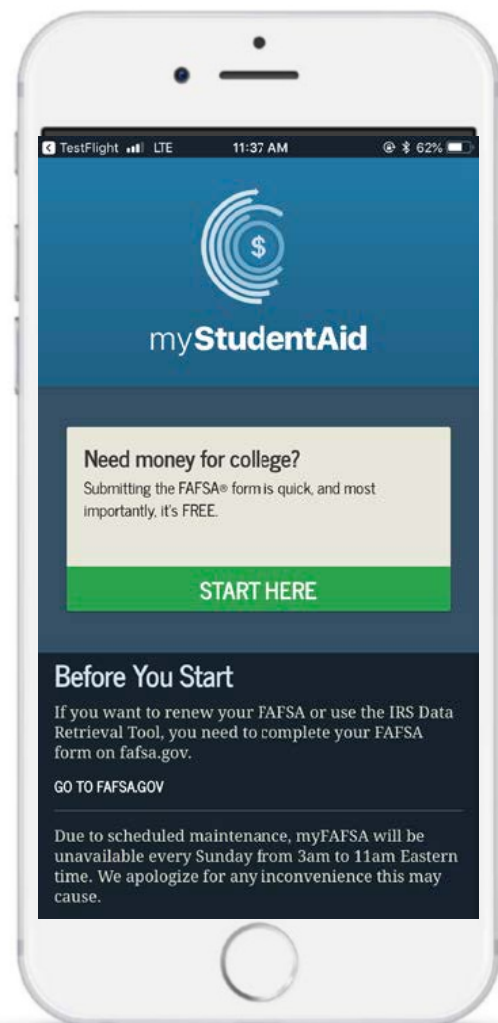 TestFlight LTE 11:37 AM 62%
$
myStudentAid
Need money for college?
Submitting the FAFSA® form is quick, and most
importantly, it's FREE.
START HERE
Before You Start
If you want to renew your FAFSA or use the IRS Data
Retrieval Tool, you need to complete your FAFSA
form on fafsa.gov.
GO TO FAFSA.GOV
Due to scheduled maintenance, myFAFSA will be
unavailable every Sunday from 3am to 11am Eastern
time. We apologize for any inconvenience this may
cause.